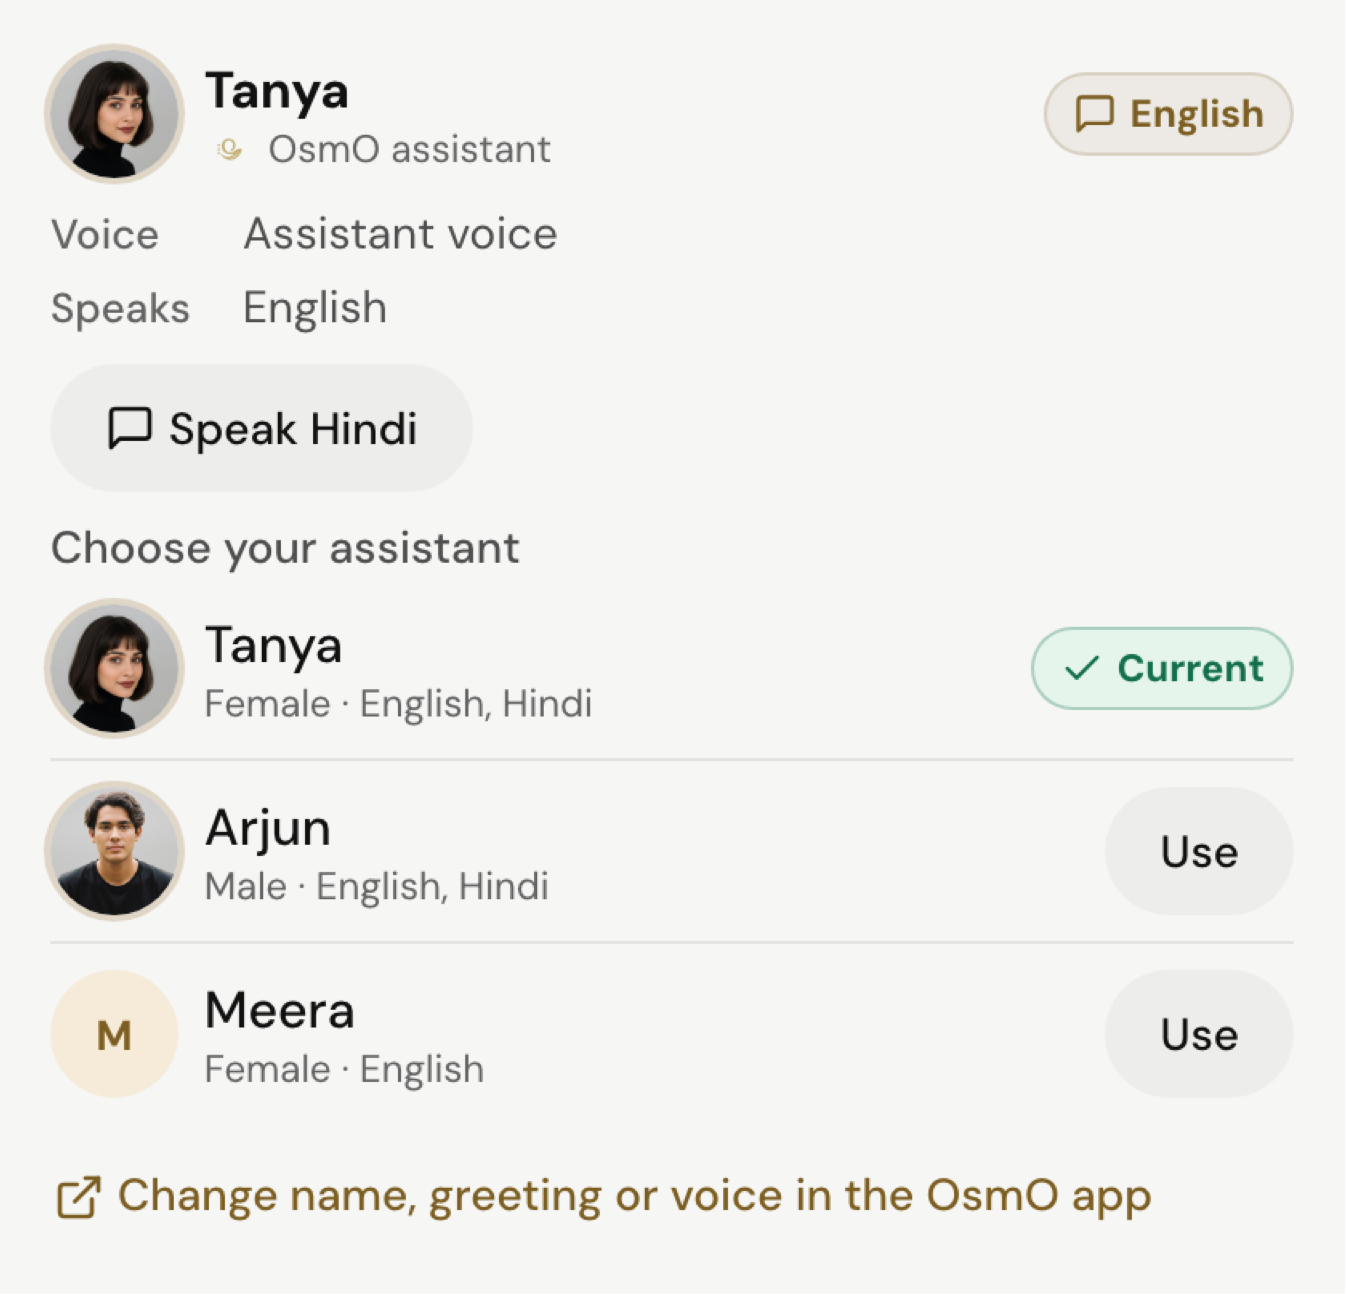 Tanya
OsmO assistant
English
Voice Assistant voice
Speaks English
Speak Hindi
Choose your assistant
Tanya
Female · English, Hindi
Current
Arjun
Male · English, Hindi
Use
M
Meera
Female · English
Use
Change name, greeting or voice in the OsmO app